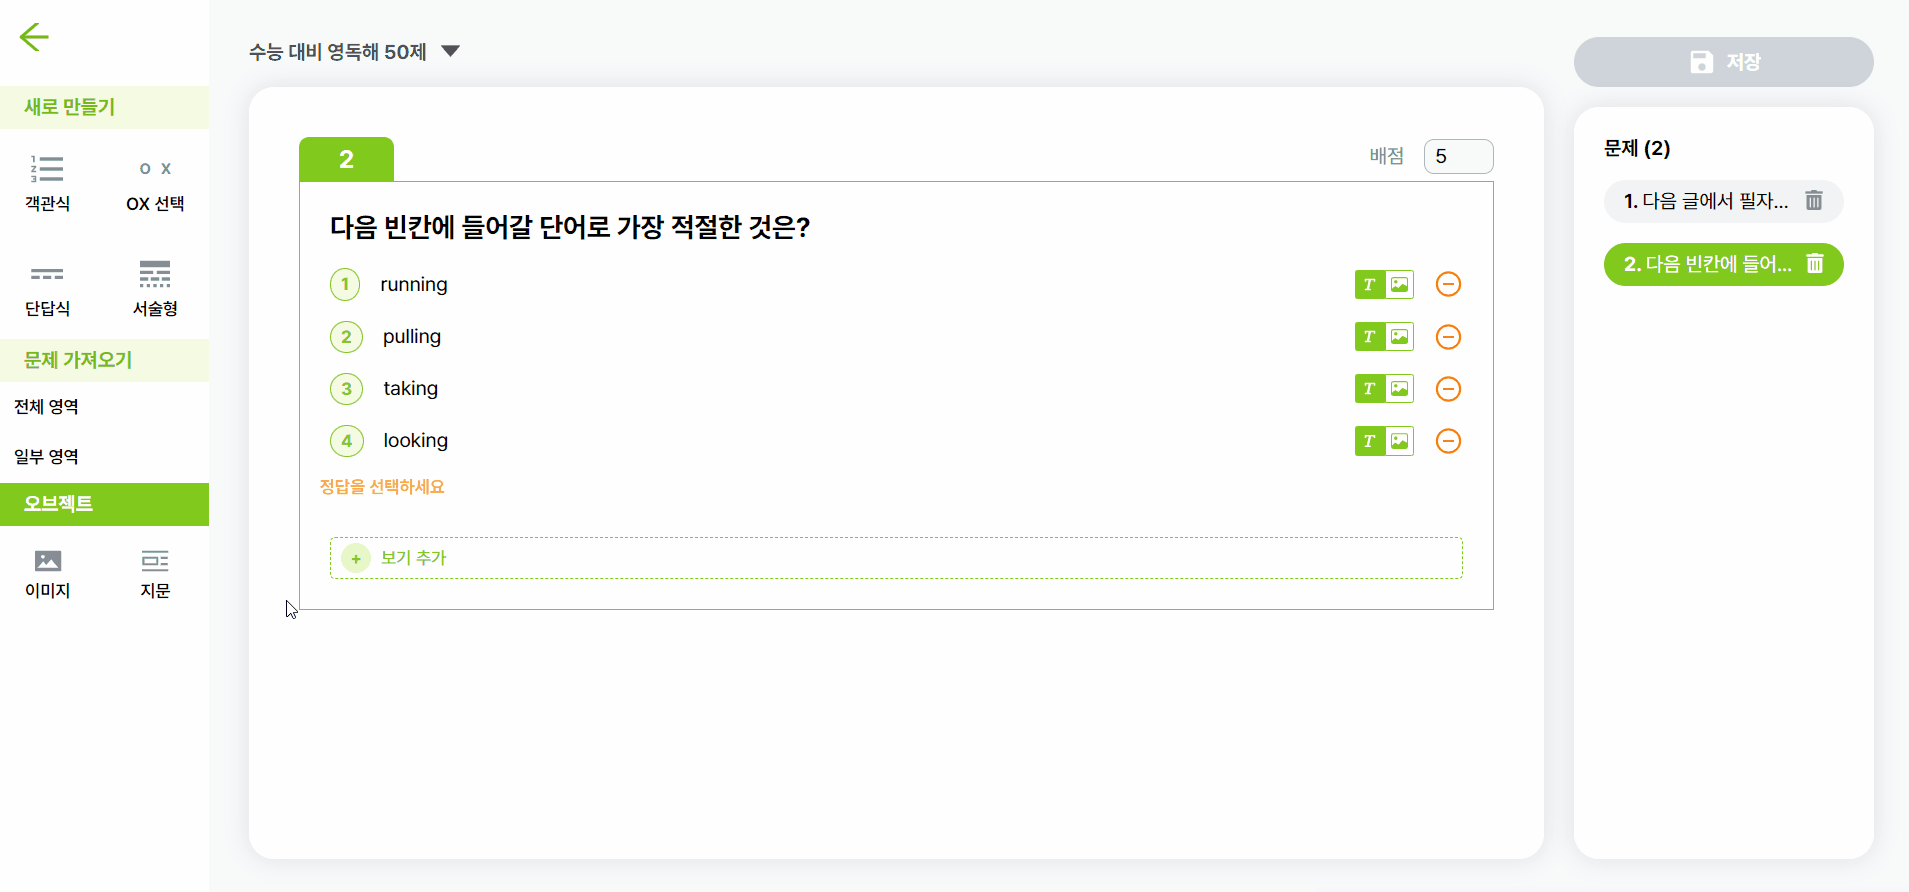 새로 만들기
1
2
3
객관식
O X
OX 선택
단답식
서술형
문제 가져오기
전체 영역
일부 영역
오브젝트
이미지
지문
수능 대비 영독해 50제
2
배점
5
다음 빈칸에 들어갈 단어로 가장 적절한 것은?
1 running
T
2 pulling
T
3 taking
T
4 looking
T
정답을 선택하세요
+ 보기 추가
저장
문제 (2)
1. 다음 글에서 필자...
2. 다음 빈칸에 들어...